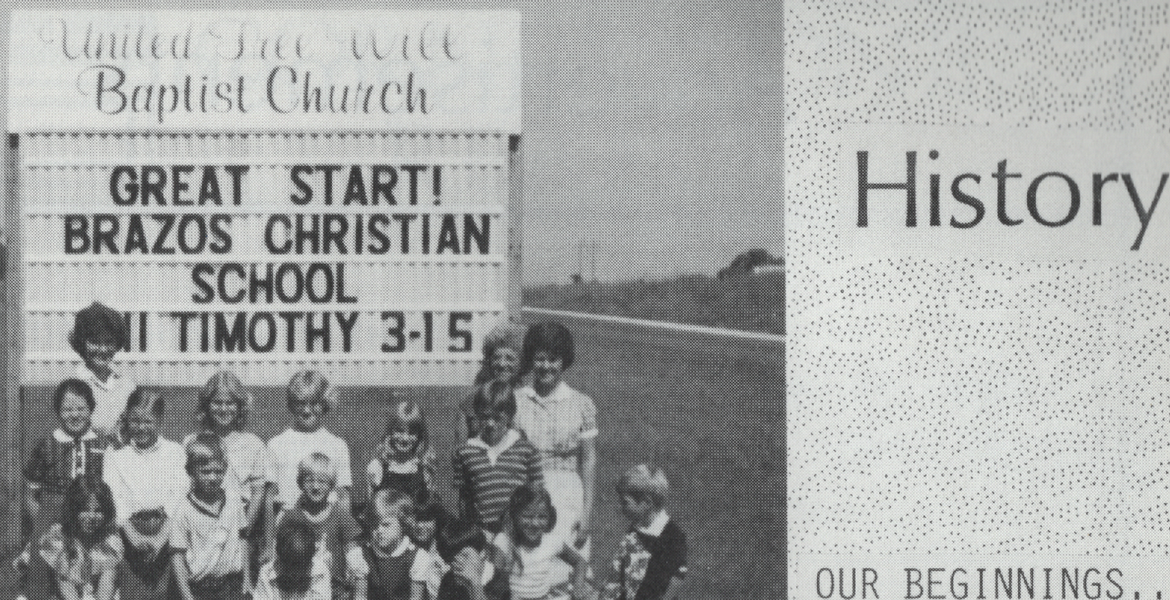 United Free Will
Baptist Church
GREAT START!
BRAZOS CHRISTIAN
SCHOOL
II TIMOTHY 3-15
History
OUR BEGINNINGS..